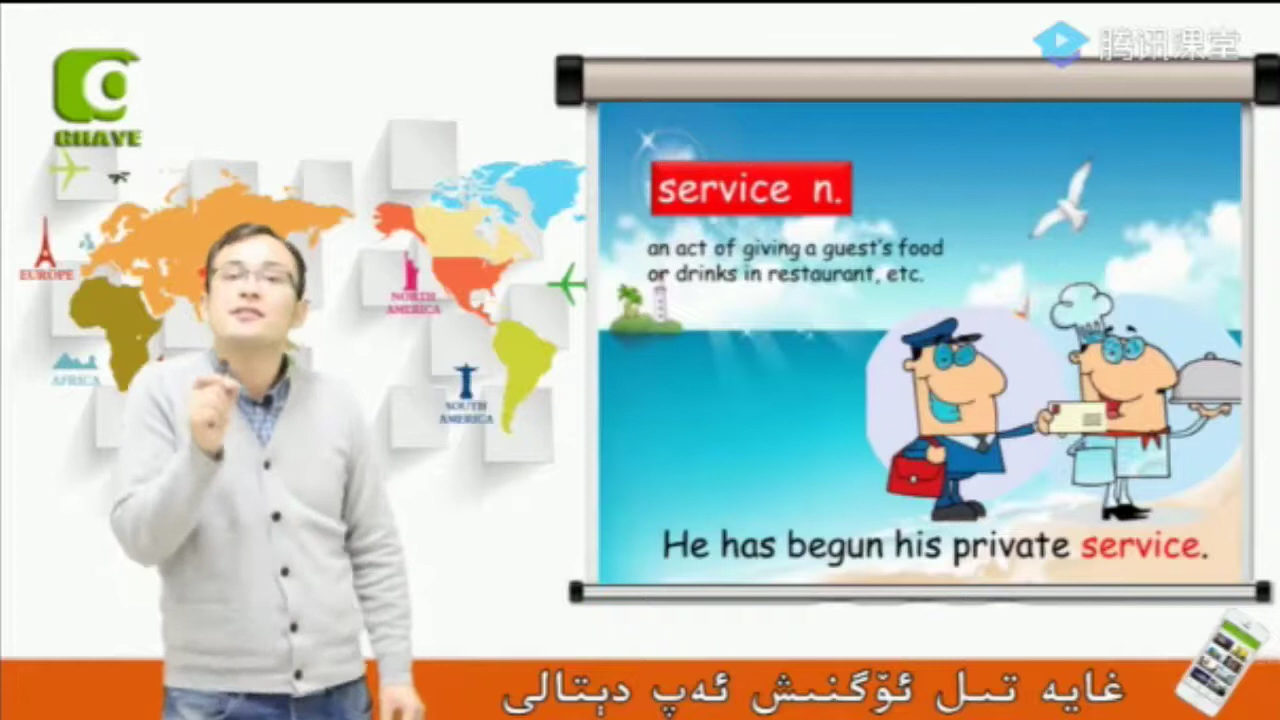 腾讯课堂
GHAYE
service n.
an act of giving a guest's food
or drinks in restaurant, etc.
EUROPE
NORTH
AMERICA
AFRICA
SOUTH
AMERICA
He has begun his private service.
غايە تىل ئۆگىنىش ئەپ دېتالى